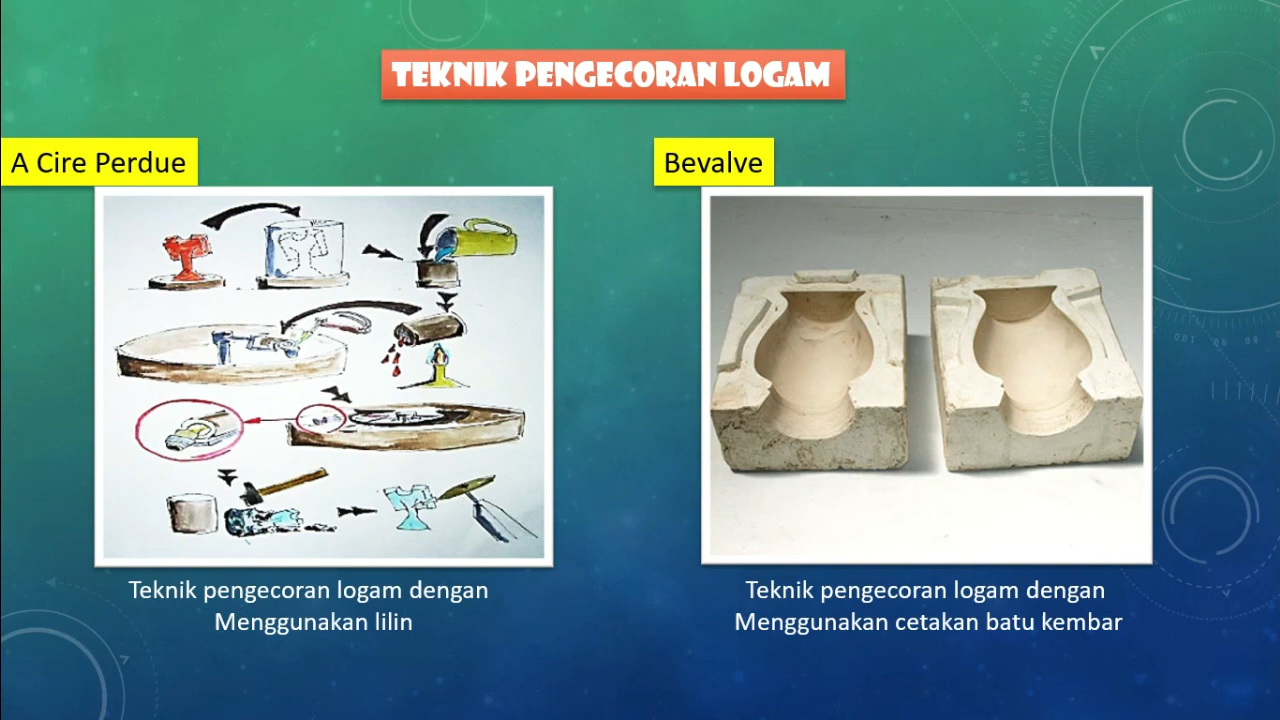 TEKNIK PENGECORAN LOGAM
A Cire Perdue
Teknik pengecoran logam dengan
Menggunakan lilin
Bevalve
Teknik pengecoran logam dengan
Menggunakan cetakan batu kembar